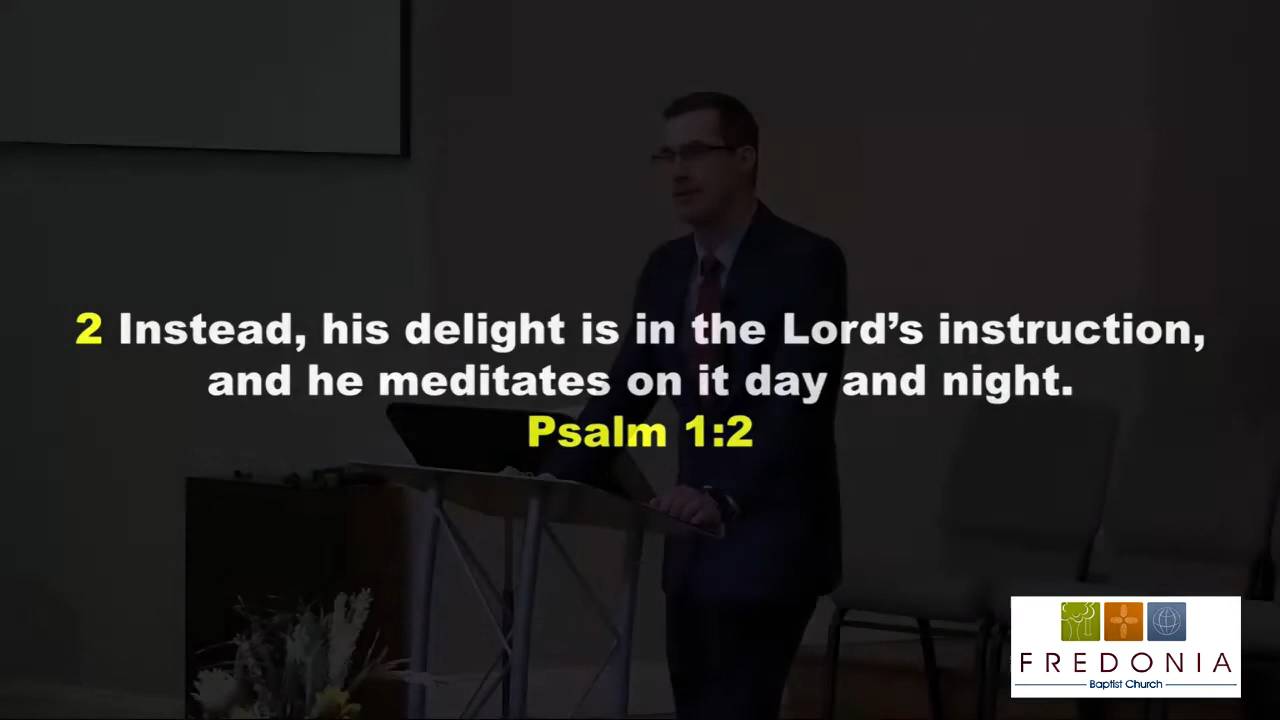 2 Instead, his delight is in the Lord’s instruction,
and he meditates on it day and night.
Psalm 1:2
FREDONIA
Baptist Church